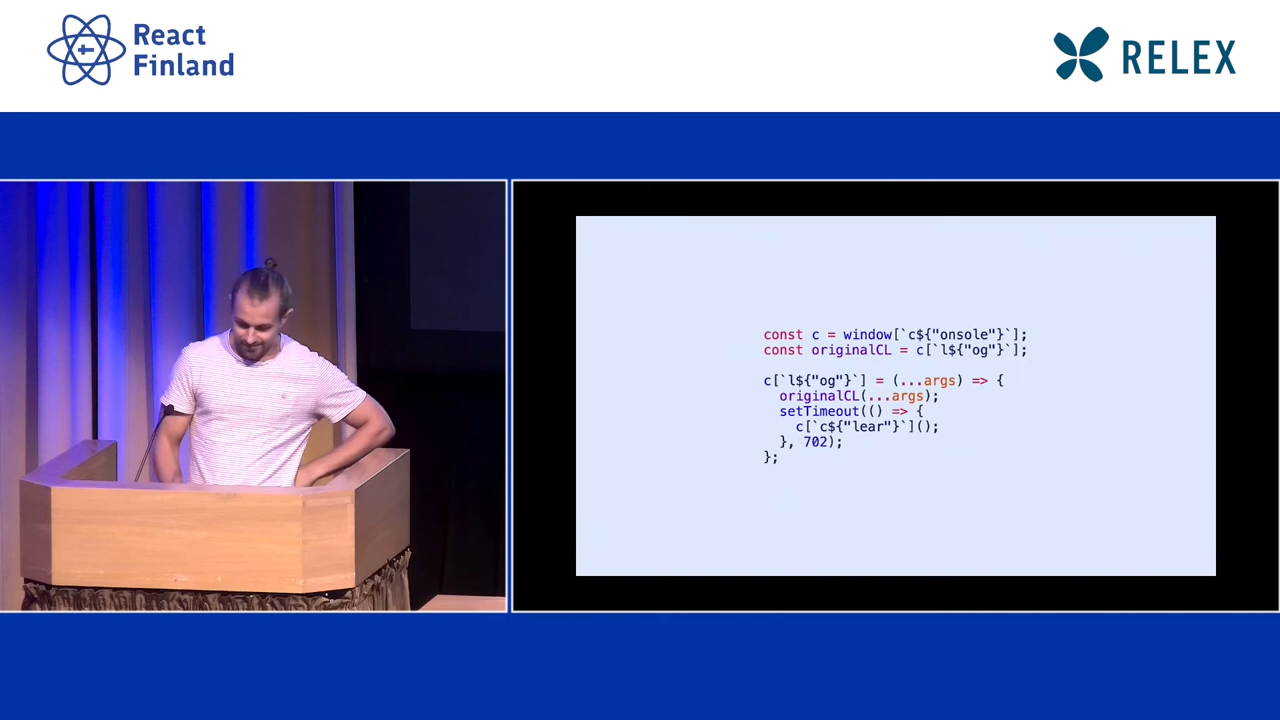 React
Finland
RELEX
const c = window[`c${"onsole"}`];
const originalCL = c[`l${"og"}`];
c[`l${"og"}`] = (...args) => {
  originalCL(...args);
  setTimeout(() => {
    c[`c${"lear"}`]();
  }, 702);
};